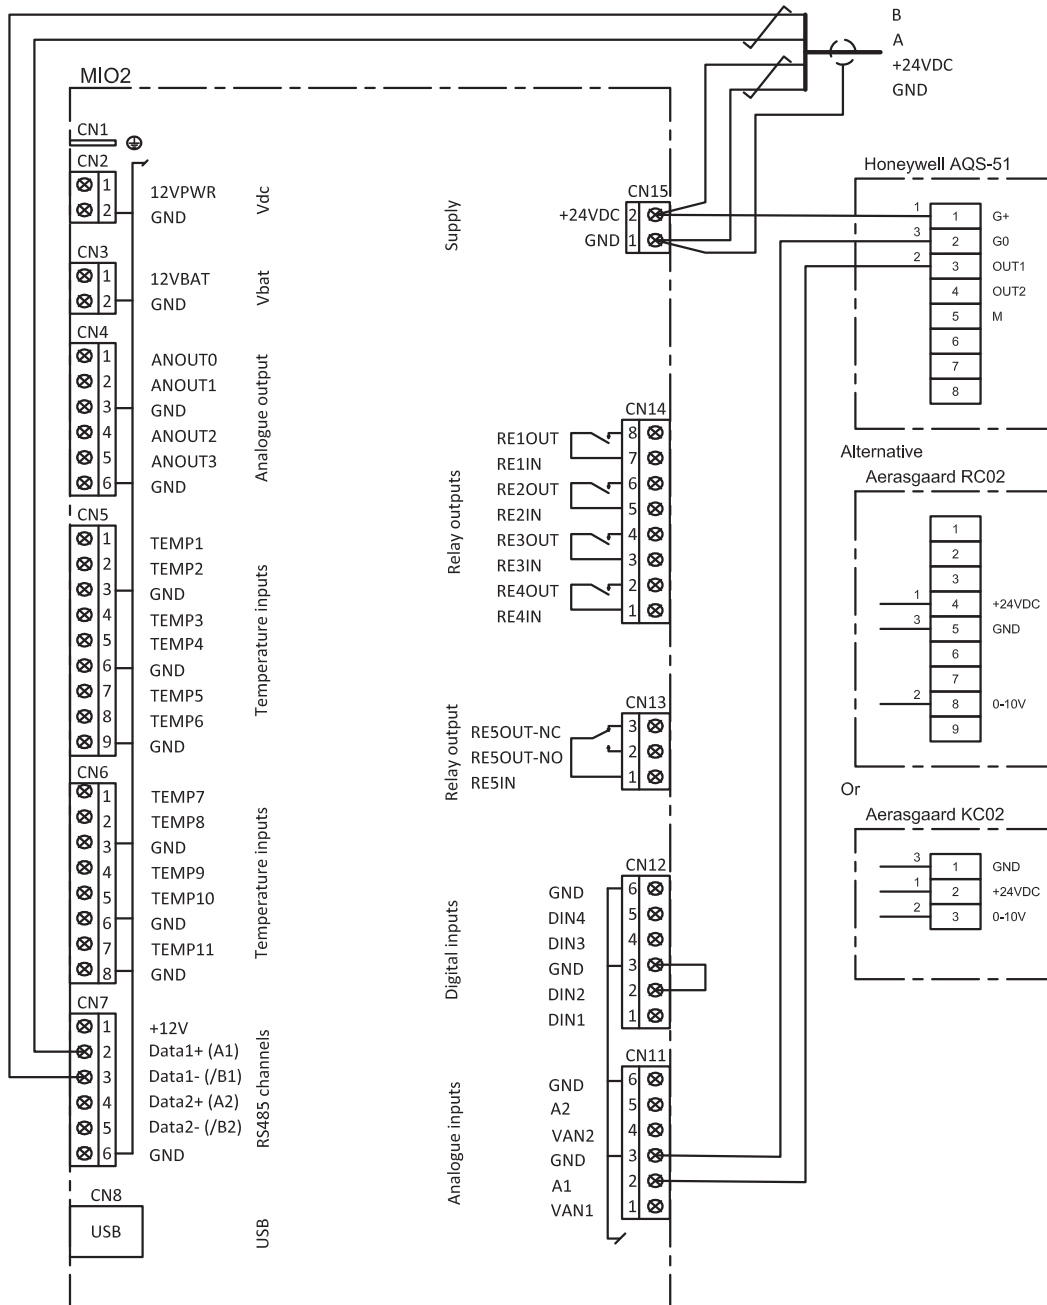 B
A
+24VDC
GND
MIO2
CN1
CN2
1
2
12VPWR
GND
Vdc
CN3
1
2
12VBAT
GND
Vbat
CN4
1
2
3
4
5
6
ANOUT0
ANOUT1
GND
ANOUT2
ANOUT3
GND
Analogue output
CN5
1
2
3
4
5
6
7
8
9
TEMP1
TEMP2
GND
TEMP3
TEMP4
GND
TEMP5
TEMP6
GND
Temperature inputs
CN6
1
2
3
4
5
6
7
8
TEMP7
TEMP8
GND
TEMP9
TEMP10
GND
TEMP11
GND
Temperature inputs
CN7
1
2
3
4
5
6
+12V
Data1+ (A1)
Data1- (/B1)
Data2+ (A2)
Data2- (/B2)
GND
RS485 channels
CN8
USB
USB
Supply
CN15
+24VDC 2
GND 1
Relay outputs
CN14
RE1OUT
RE1IN
RE2OUT
RE2IN
RE3OUT
RE3IN
RE4OUT
RE4IN
8
7
6
5
4
3
2
1
Relay output
CN13
RE5OUT-NC
RE5OUT-NO
RE5IN
3
2
1
Digital inputs
CN12
GND
DIN4
DIN3
GND
DIN2
DIN1
6
5
4
3
2
1
Analogue inputs
CN11
GND
A2
VAN2
GND
A1
VAN1
6
5
4
3
2
1
Honeywell AQS-51
1 1 G+
3 2 G0
2 3 OUT1
4 OUT2
5 M
6
7
8
Alternative
Aerasgaard RC02
1
2
3
1 4 +24VDC
3 5 GND
6
7
2 8 0-10V
9
Or
Aerasgaard KC02
3 1 GND
1 2 +24VDC
2 3 0-10V